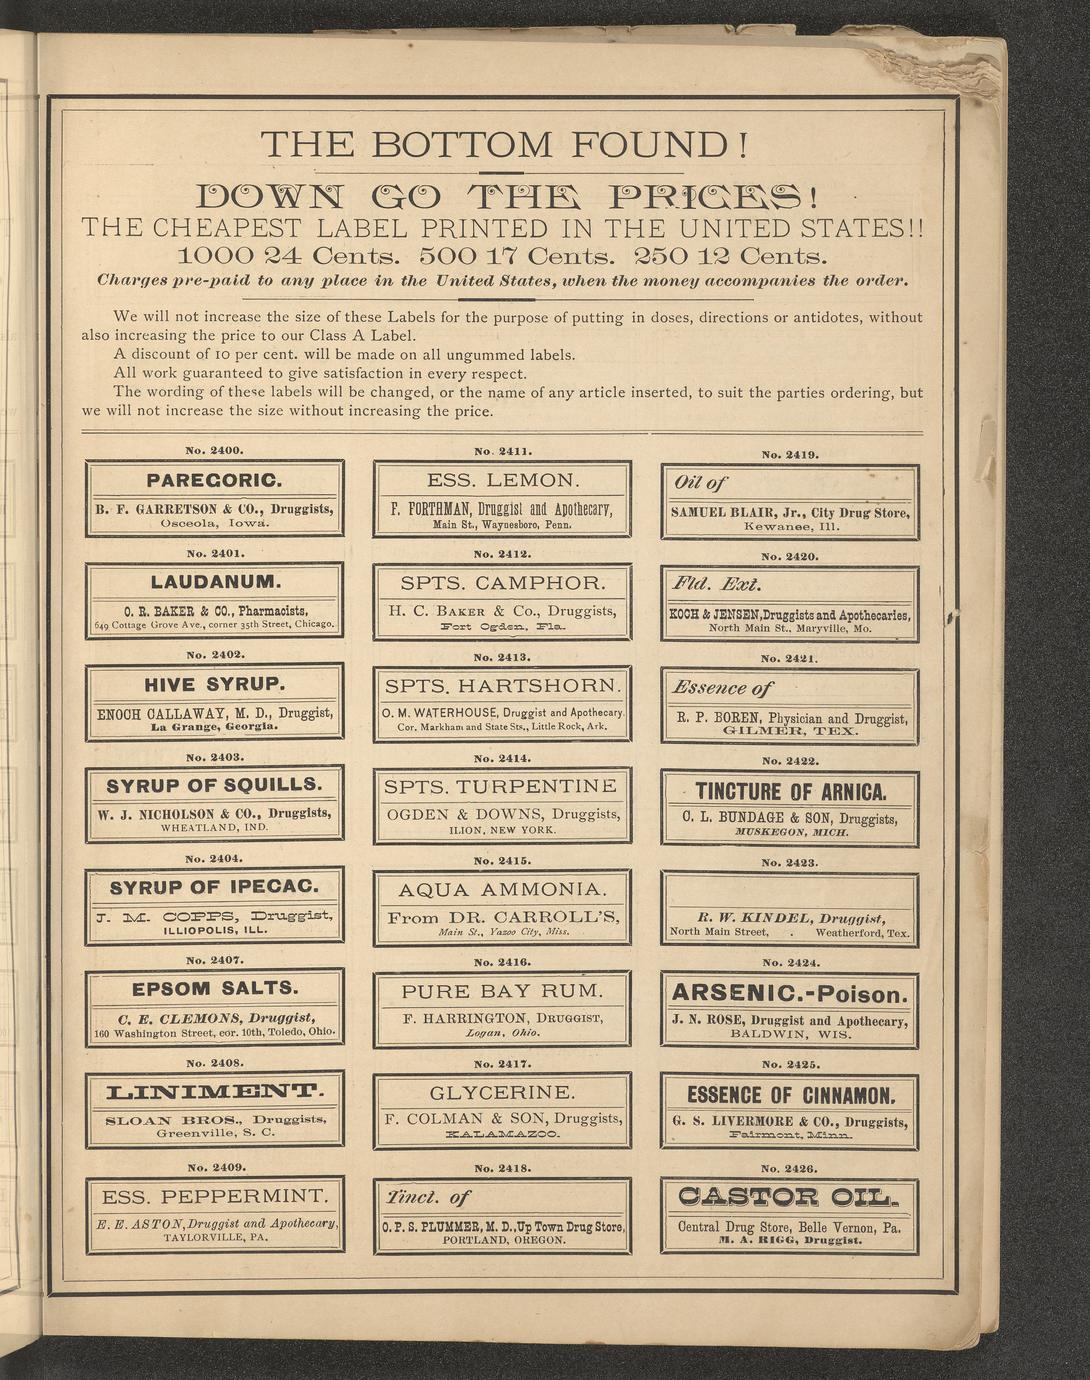 THE BOTTOM FOUND!
DOWN GO THE PRICES!
THE CHEAPEST LABEL PRINTED IN THE UNITED STATES!!
1000 24 Cents. 500 17 Cents. 250 12 Cents.
Charges pre-paid to any place in the United States, when the money accompanies the order.
We will not increase the size of these Labels for the purpose of putting in doses, directions or antidotes, without
also increasing the price to our Class A Label.
A discount of 10 per cent. will be made on all ungummed labels.
All work guaranteed to give satisfaction in every respect.
The wording of these labels will be changed, or the name of any article inserted, to suit the parties ordering, but
we will not increase the size without increasing the price.
No. 2400.
PAREGORIC.
B. F. GARRETSON & CO., Druggists,
Osceola, Iowa.
No. 2401.
LAUDANUM.
O. R. BAKER & CO., Pharmacists,
649 Cottage Grove Ave., corner 35th Street, Chicago.
No. 2402.
HIVE SYRUP.
ENOCH CALLAWAY, M. D., Druggist,
La Grange, Georgia.
No. 2403.
SYRUP OF SQUILLS.
W. J. NICHOLSON & CO., Druggists,
WHEATLAND, IND.
No. 2404.
SYRUP OF IPECAC.
J. M. COPPS, Druggist,
ILLIOPOLIS, ILL.
No. 2407.
EPSOM SALTS.
C. E. CLEMONS, Druggist,
160 Washington Street, cor. 10th, Toledo, Ohio.
No. 2408.
LINIMENT.
SLOAN BROS., Druggists,
Greenville, S. C.
No. 2409.
ESS. PEPPERMINT.
E. E. ASTON, Druggist and Apothecary,
TAYLORVILLE, PA.
No. 2411.
ESS. LEMON.
F. FORTHMAN, Druggist and Apothecary,
Main St., Waynesboro, Penn.
No. 2412.
SPTS. CAMPHOR.
H. C. BAKER & Co., Druggists,
Fort Ogden, Fla.
No. 2413.
SPTS. HARTSHORN.
O. M. WATERHOUSE, Druggist and Apothecary.
Cor. Markham and State Sts., Little Rock, Ark.
No. 2414.
SPTS. TURPENTINE
OGDEN & DOWNS, Druggists,
ILION, NEW YORK.
No. 2415.
AQUA AMMONIA.
From DR. CARROLL'S,
Main St., Yazoo City, Miss.
No. 2416.
PURE BAY RUM.
F. HARRINGTON, DRUGGIST,
Logan, Ohio.
No. 2417.
GLYCERINE.
F. COLMAN & SON, Druggists,
KALAMAZOO.
No. 2418.
Tinct. of
O. P. S. PLUMMER, M. D., Up Town Drug Store,
PORTLAND, OREGON.
No. 2419.
Oil of
SAMUEL BLAIR, Jr., City Drug Store,
Kewanee, Ill.
No. 2420.
Fld. Ext.
KOCH & JENSEN, Druggists and Apothecaries,
North Main St., Maryville, Mo.
No. 2421.
Essence of
R. P. BOREN, Physician and Druggist,
GILMER, TEX.
No. 2422.
TINCTURE OF ARNICA.
C. L. BUNDAGE & SON, Druggists,
MUSKEGON, MICH.
No. 2423.
R. W. KINDEL, Druggist,
North Main Street, . Weatherford, Tex.
No. 2424.
ARSENIC.-Poison.
J. N. ROSE, Druggist and Apothecary,
BALDWIN, WIS.
No. 2425.
ESSENCE OF CINNAMON.
G. S. LIVERMORE & CO., Druggists,
Fairmont, Minn.
No. 2426.
CASTOR OIL.
Central Drug Store, Belle Vernon, Pa.
M. A. RIGG, Druggist.